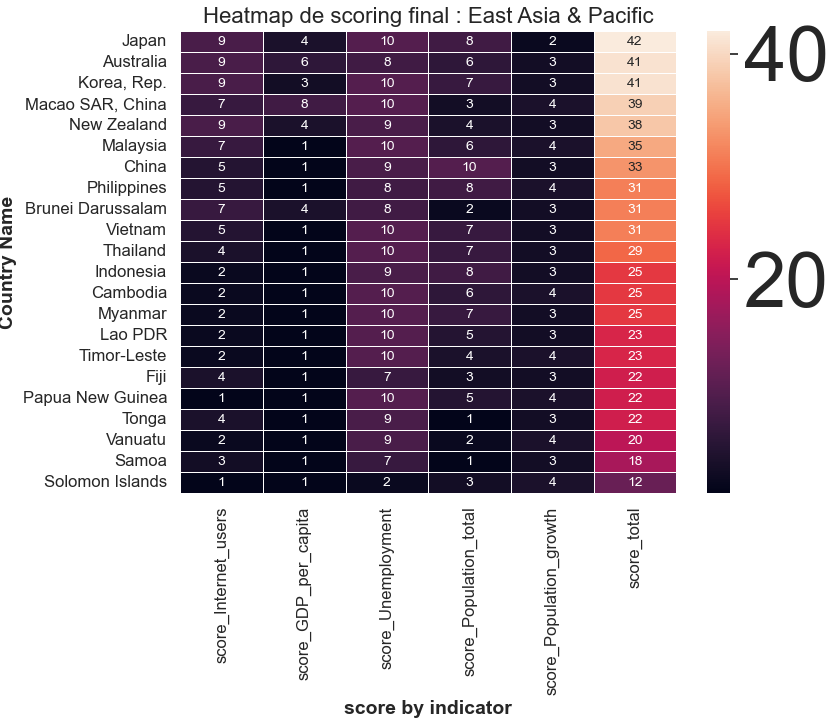 Heatmap de scoring final : East Asia & Pacific
Country Name
Japan 9 4 10 8 2 42
Australia 9 6 8 6 3 41
Korea, Rep. 9 3 10 7 3 41
Macao SAR, China 7 8 10 3 4 39
New Zealand 9 4 9 4 3 38
Malaysia 7 1 10 6 4 35
China 5 1 9 10 3 33
Philippines 5 1 8 8 4 31
Brunei Darussalam 7 4 8 2 3 31
Vietnam 5 1 10 7 3 31
Thailand 4 1 10 7 3 29
Indonesia 2 1 9 8 3 25
Cambodia 2 1 10 6 4 25
Myanmar 2 1 10 7 3 25
Lao PDR 2 1 10 5 3 23
Timor-Leste 2 1 10 4 4 23
Fiji 4 1 7 3 3 22
Papua New Guinea 1 1 10 5 4 22
Tonga 4 1 9 1 3 22
Vanuatu 2 1 9 2 4 20
Samoa 3 1 7 1 3 18
Solomon Islands 1 1 2 3 4 12
score_Internet_users
score_GDP_per_capita
score_Unemployment
score_Population_total
score_Population_growth
score_total
score by indicator
40
20